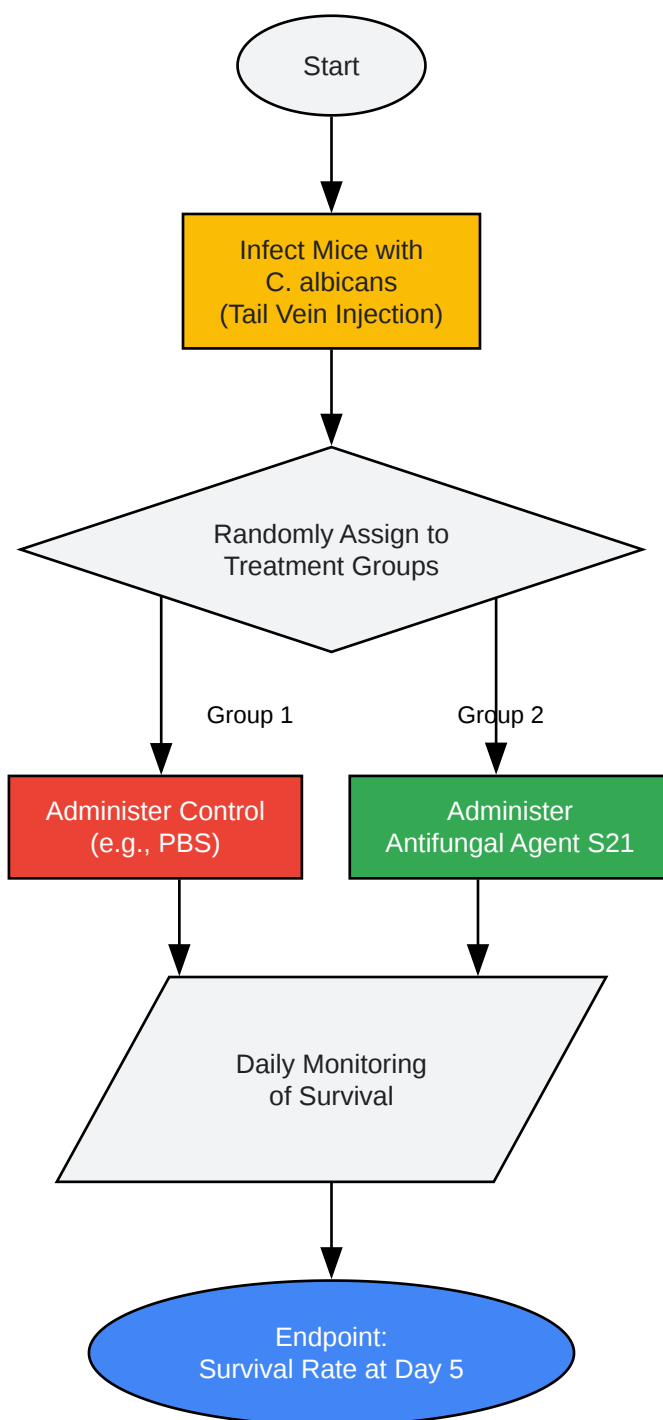 Start
Infect Mice with
C. albicans
(Tail Vein Injection)
Randomly Assign to
Treatment Groups
Group 1
Group 2
Administer Control
(e.g., PBS)
Administer
Antifungal Agent S21
Daily Monitoring
of Survival
Endpoint:
Survival Rate at Day 5